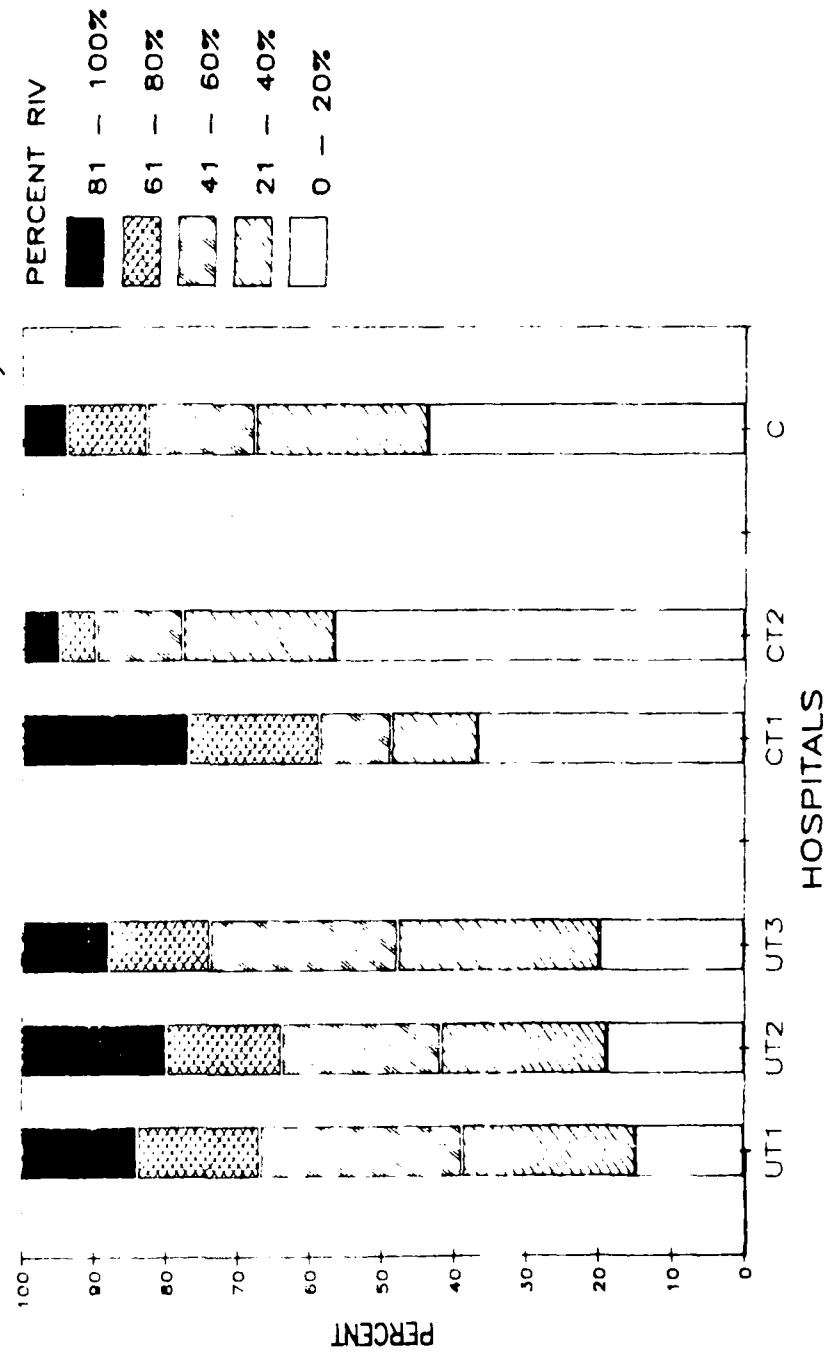 PERCENT RIV
81 – 100%
61 – 80%
41 – 60%
21 – 40%
0 – 20%
PERCENT
100
90
80
70
60
50
40
30
20
10
0
UT1 UT2 UT3 CT1 CT2 C
HOSPITALS